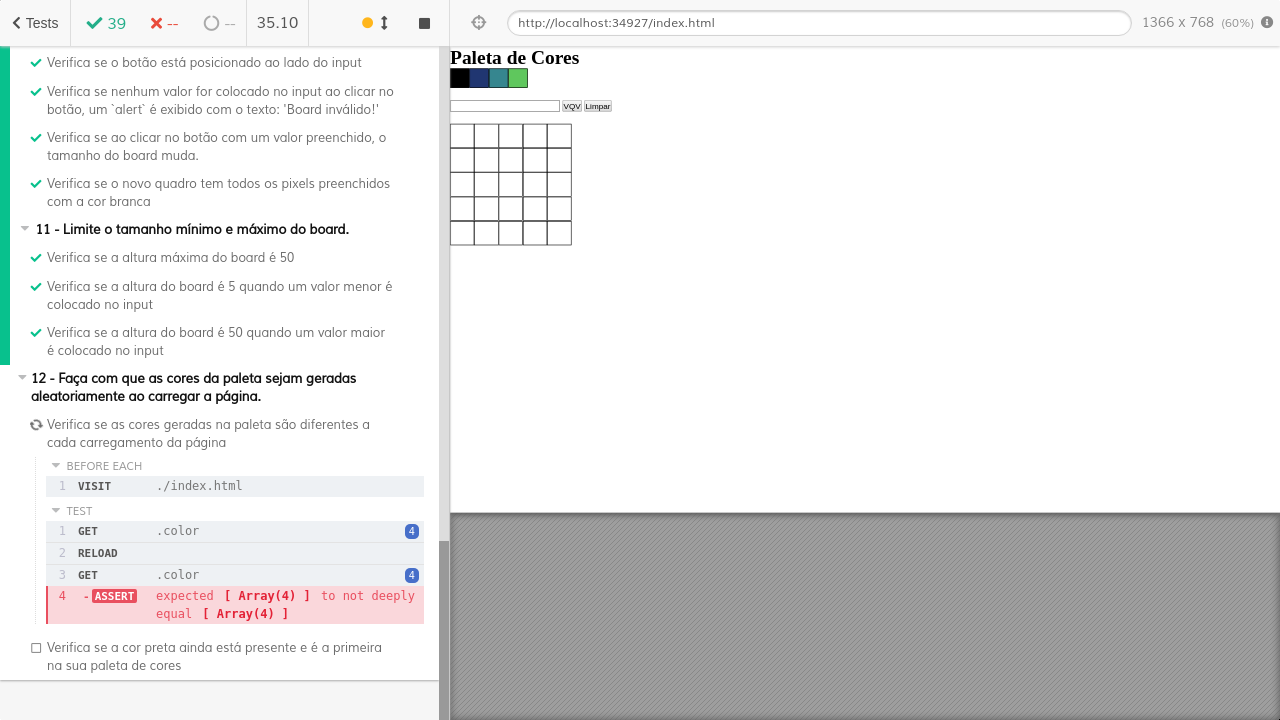 Tests
39
--
--
35.10
http://localhost:34927/index.html
1366 x 768 (60%)
Verifica se o botão está posicionado ao lado do input
Verifica se nenhum valor for colocado no input ao clicar no
botão, um `alert` é exibido com o texto: 'Board inválido!'
Verifica se ao clicar no botão com um valor preenchido, o
tamanho do board muda.
Verifica se o novo quadro tem todos os pixels preenchidos
com a cor branca
11 - Limite o tamanho mínimo e máximo do board.
Verifica se a altura máxima do board é 50
Verifica se a altura do board é 5 quando um valor menor é
colocado no input
Verifica se a altura do board é 50 quando um valor maior
é colocado no input
12 - Faça com que as cores da paleta sejam geradas
aleatoriamente ao carregar a página.
Verifica se as cores geradas na paleta são diferentes a
cada carregamento da página
BEFORE EACH
1 VISIT ./index.html
TEST
1 GET .color 4
2 RELOAD
3 GET .color 4
4 -ASSERT expected [ Array(4) ] to not deeply
equal [ Array(4) ]
Verifica se a cor preta ainda está presente e é a primeira
na sua paleta de cores
Paleta de Cores
VQV Limpar